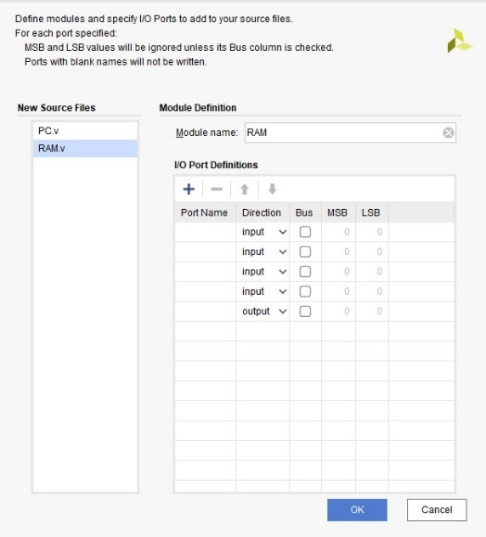 Define modules and specify I/O Ports to add to your source files.
For each port specified:
MSB and LSB values will be ignored unless its Bus column is checked.
Ports with blank names will not be written.
New Source Files
PC.v
RAM.v
Module Definition
Module name: RAM
I/O Port Definitions
Port Name Direction Bus MSB LSB
input 0 0
input 0 0
input 0 0
input 0 0
output 0 0
OK Cancel